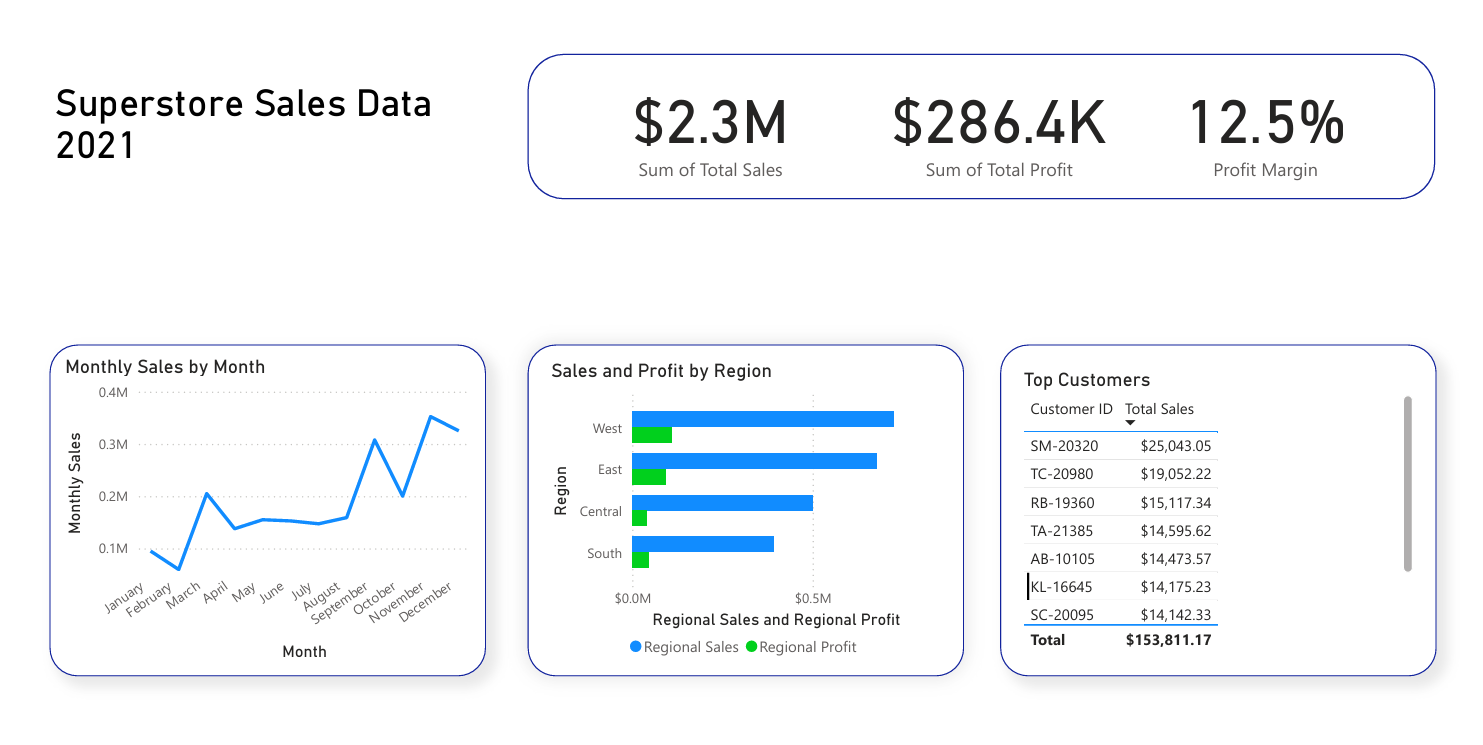 Superstore Sales Data
2021
$2.3M
Sum of Total Sales
$286.4K
Sum of Total Profit
12.5%
Profit Margin
Monthly Sales by Month
Monthly Sales
0.4M
0.3M
0.2M
0.1M
January
February
March
April
May
June
July
August
September
October
November
December
Month
Sales and Profit by Region
Region
West
East
Central
South
$0.0M
$0.5M
Regional Sales and Regional Profit
Regional Sales
Regional Profit
Top Customers
Customer ID Total Sales
SM-20320 $25,043.05
TC-20980 $19,052.22
RB-19360 $15,117.34
TA-21385 $14,595.62
AB-10105 $14,473.57
KL-16645 $14,175.23
SC-20095 $14,142.33
Total $153,811.17